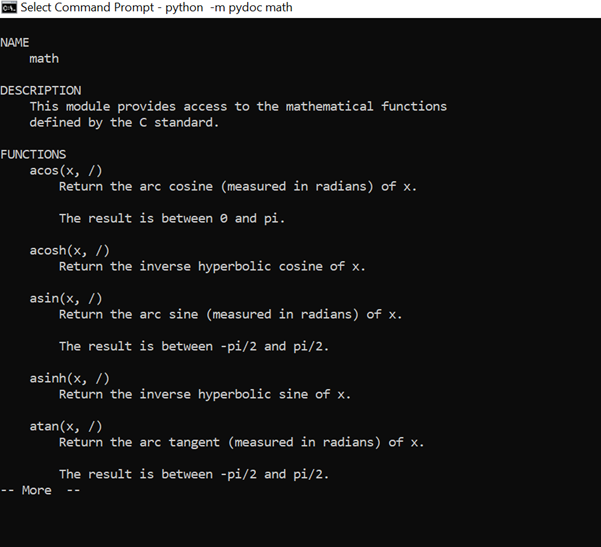 Select Command Prompt - python -m pydoc math
NAME
math
DESCRIPTION
This module provides access to the mathematical functions
defined by the C standard.
FUNCTIONS
acos(x, /)
Return the arc cosine (measured in radians) of x.
The result is between 0 and pi.
acosh(x, /)
Return the inverse hyperbolic cosine of x.
asin(x, /)
Return the arc sine (measured in radians) of x.
The result is between -pi/2 and pi/2.
asinh(x, /)
Return the inverse hyperbolic sine of x.
atan(x, /)
Return the arc tangent (measured in radians) of x.
The result is between -pi/2 and pi/2.
-- More  --